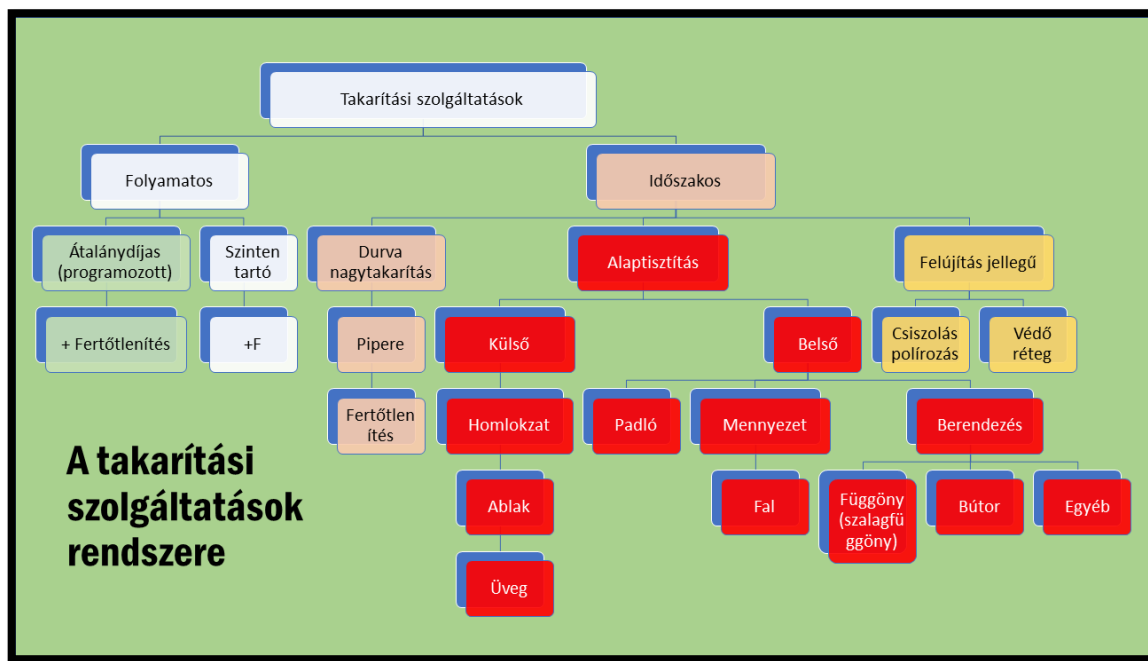 Takarítási szolgáltatások
Folyamatos
Időszakos
Átalánydíjas
(programozott)
Szinten
tartó
Durva
nagytakarítás
Alaptisztítás
Felújítás jellegű
+ Fertőtlenítés
+F
Pipere
Külső
Belső
Csiszolás
polírozás
Védő
réteg
Fertőtlen
ítés
Homlokzat
Padló
Mennyezet
Berendezés
Ablak
Fal
Függöny
(szalagfü
ggöny)
Bútor
Egyéb
Üveg
A takarítási
szolgáltatások
rendszere